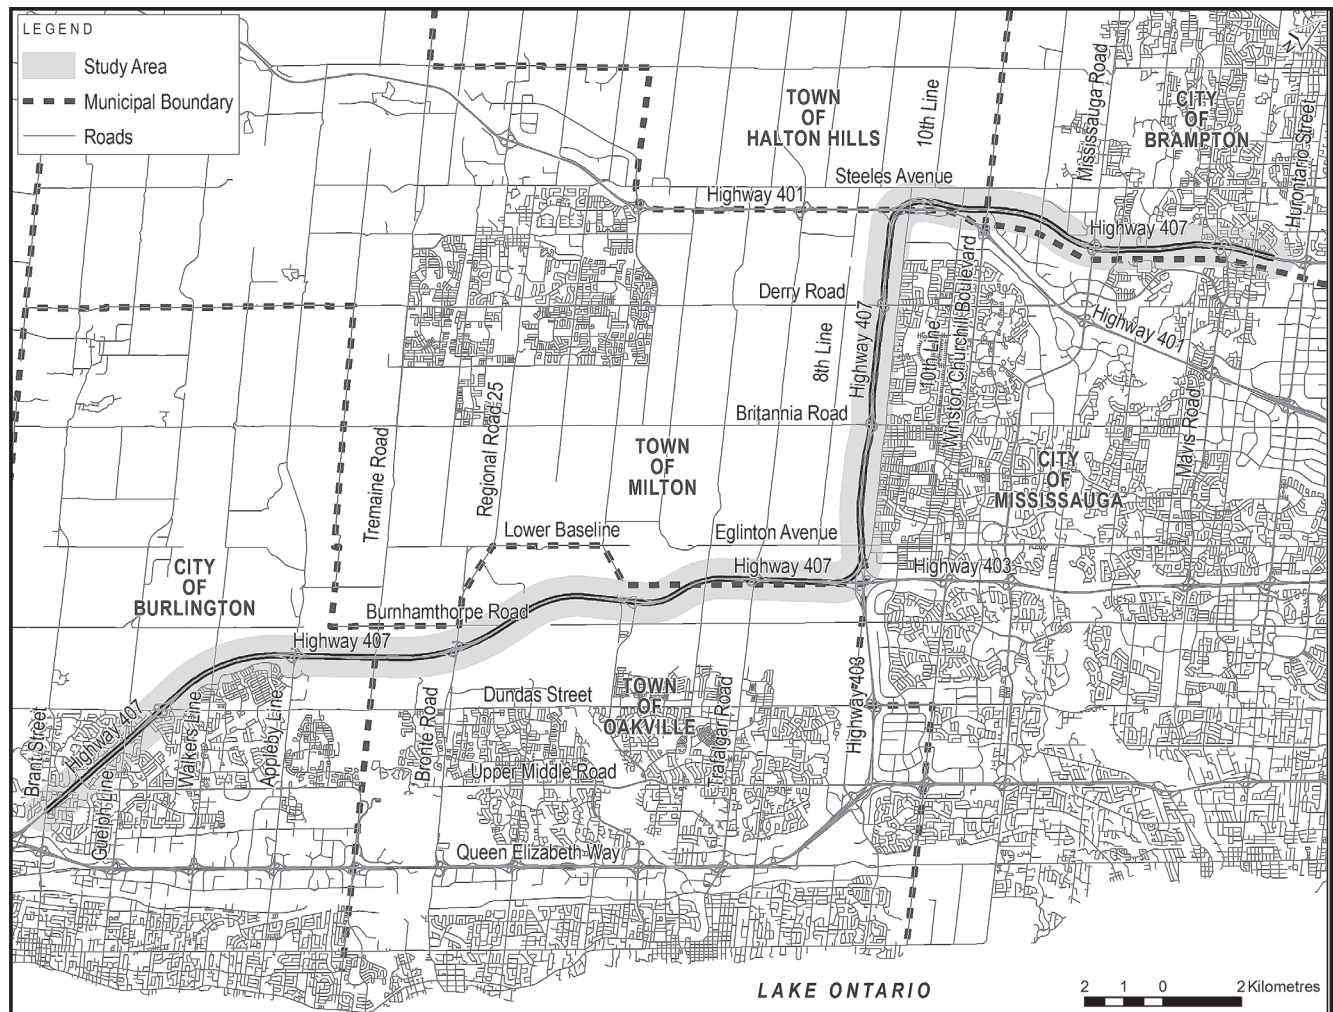 LEGEND
Study Area
Municipal Boundary
Roads
N
TOWN
OF
HALTON HILLS
10th Line
Mississauga Road
CITY
OF
BRAMPTON
Hurontario Street
Steeles Avenue
Highway 401
Highway 407
Derry Road
Highway 407
8th Line
10th Line
Winston Churchill Boulevard
Highway 401
Britannia Road
Mavis Road
Regional Road 25
Tremaine Road
TOWN
OF
MILTON
CITY
OF
MISSISSAUGA
Lower Baseline
Eglinton Avenue
Highway 407
Highway 403
CITY
OF
BURLINGTON
Burnhamthorpe Road
Highway 407
Dundas Street
TOWN
OF
OAKVILLE
Trafalgar Road
Highway 403
Brant Street
Highway 407
Guelph Line
Walkers Line
Appleby Line
Bronte Road
Upper Middle Road
Queen Elizabeth Way
LAKE ONTARIO
2 1 0 2 Kilometres